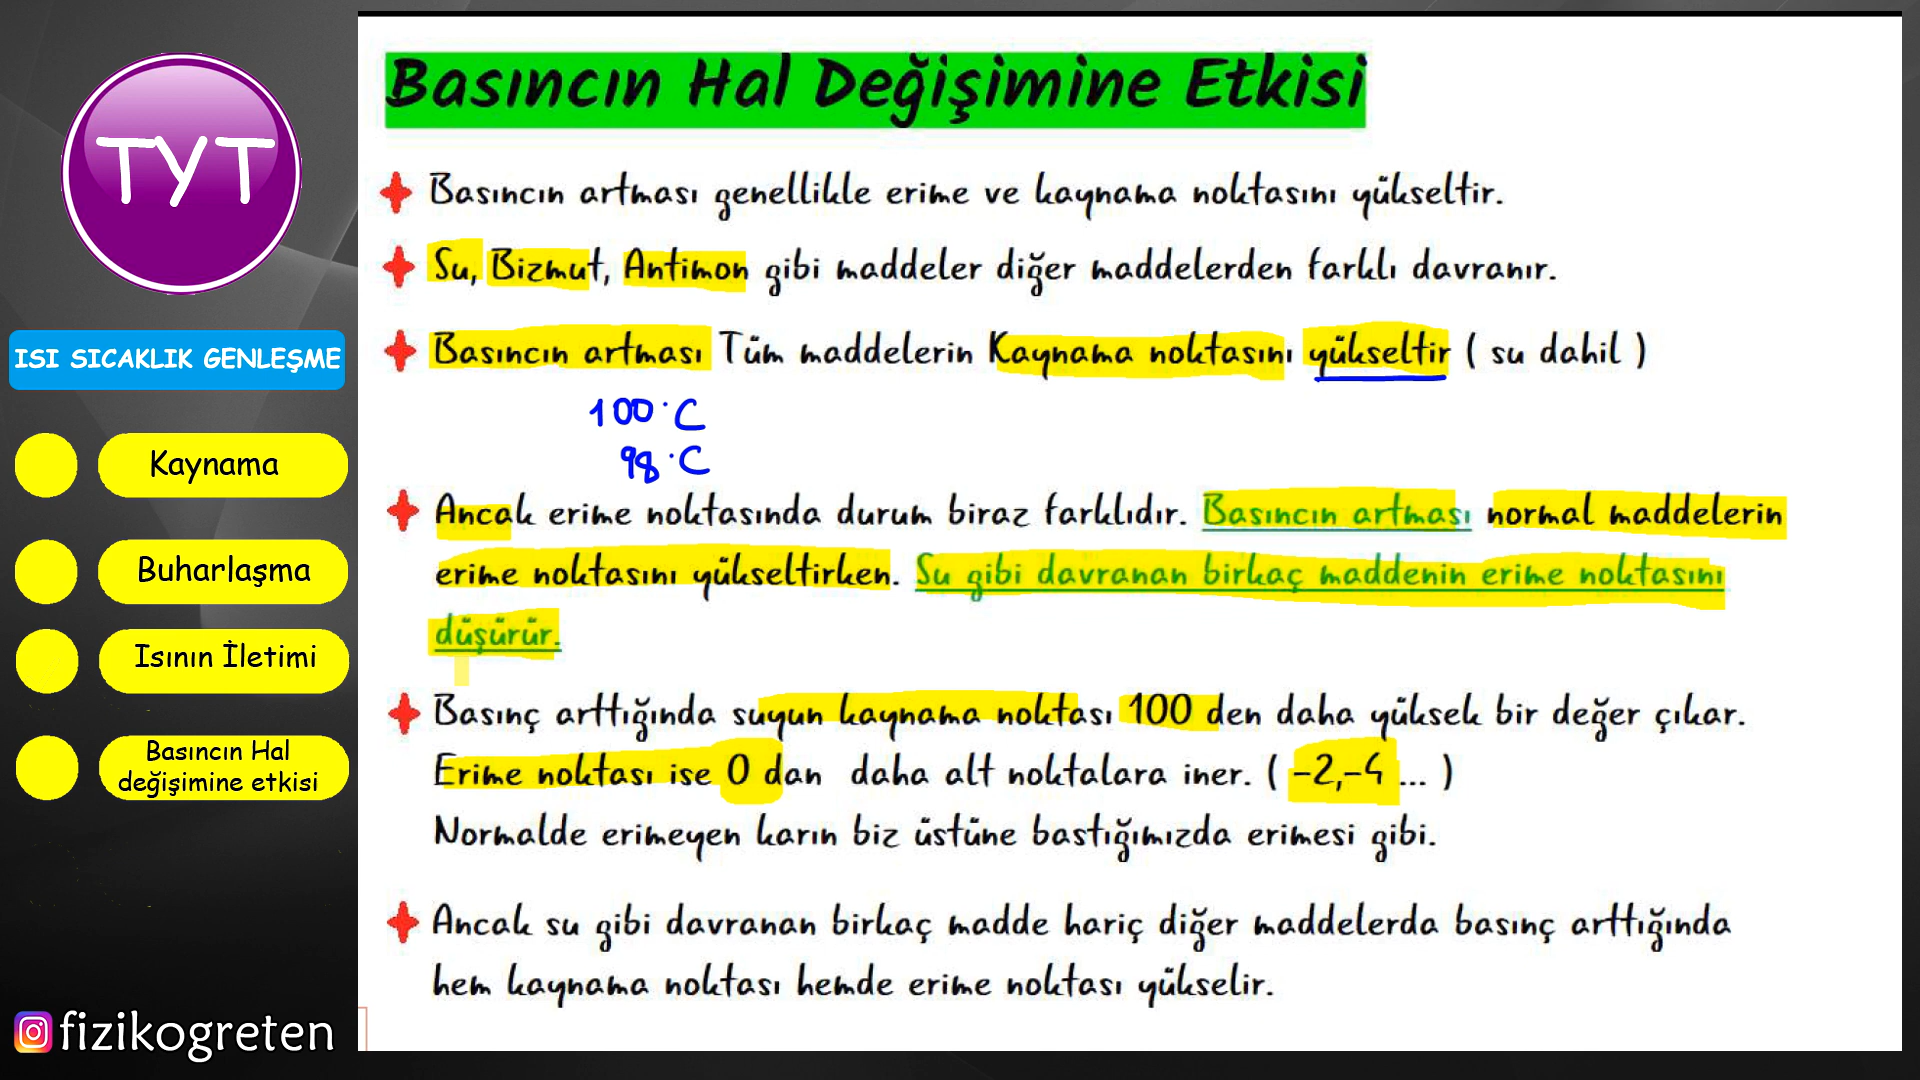 TYT
ISI SICAKLIK GENLEŞME
Kaynama
Buharlaşma
Isının İletimi
Basıncın Hal
değişimine etkisi
fizikogreten
Basıncın Hal Değişimine Etkisi
Basıncın artması genellikle erime ve kaynama noktasını yükseltir.
Su, Bizmut, Antimon gibi maddeler diğer maddelerden farklı davranır.
Basıncın artması Tüm maddelerin Kaynama noktasını yükseltir ( su dahil )
100°C
98°C
Ancak erime noktasında durum biraz farklıdır. Basıncın artması normal maddelerin
erime noktasını yükseltirken. Su gibi davranan birkaç maddenin erime noktasını
düşürür.
Basınç arttığında suyun kaynama noktası 100 den daha yüksek bir değer çıkar.
Erime noktası ise 0 dan daha alt noktalara iner. ( -2,-4 ... )
Normalde erimeyen karın biz üstüne bastığımızda erimesi gibi.
Ancak su gibi davranan birkaç madde hariç diğer maddelerda basınç arttığında
hem kaynama noktası hemde erime noktası yükselir.